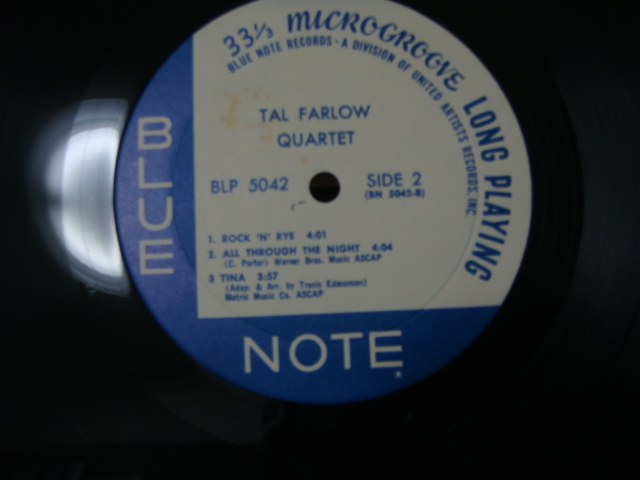 33⅓ MICROGROOVE LONG PLAYING
BLUE NOTE RECORDS · A DIVISION OF UNITED ARTISTS RECORDS, INC.
TAL FARLOW
QUARTET
BLP 5042 SIDE 2
(BN 5042-B)
1. ROCK 'N' RYE 4:01
2. ALL THROUGH THE NIGHT 4:04
(C. Porter) Warner Bros. Music ASCAP
3 TINA 2:57
(Adap. & Arr. by Travis Edmonson)
Metric Music Co. ASCAP
BLUE
NOTE